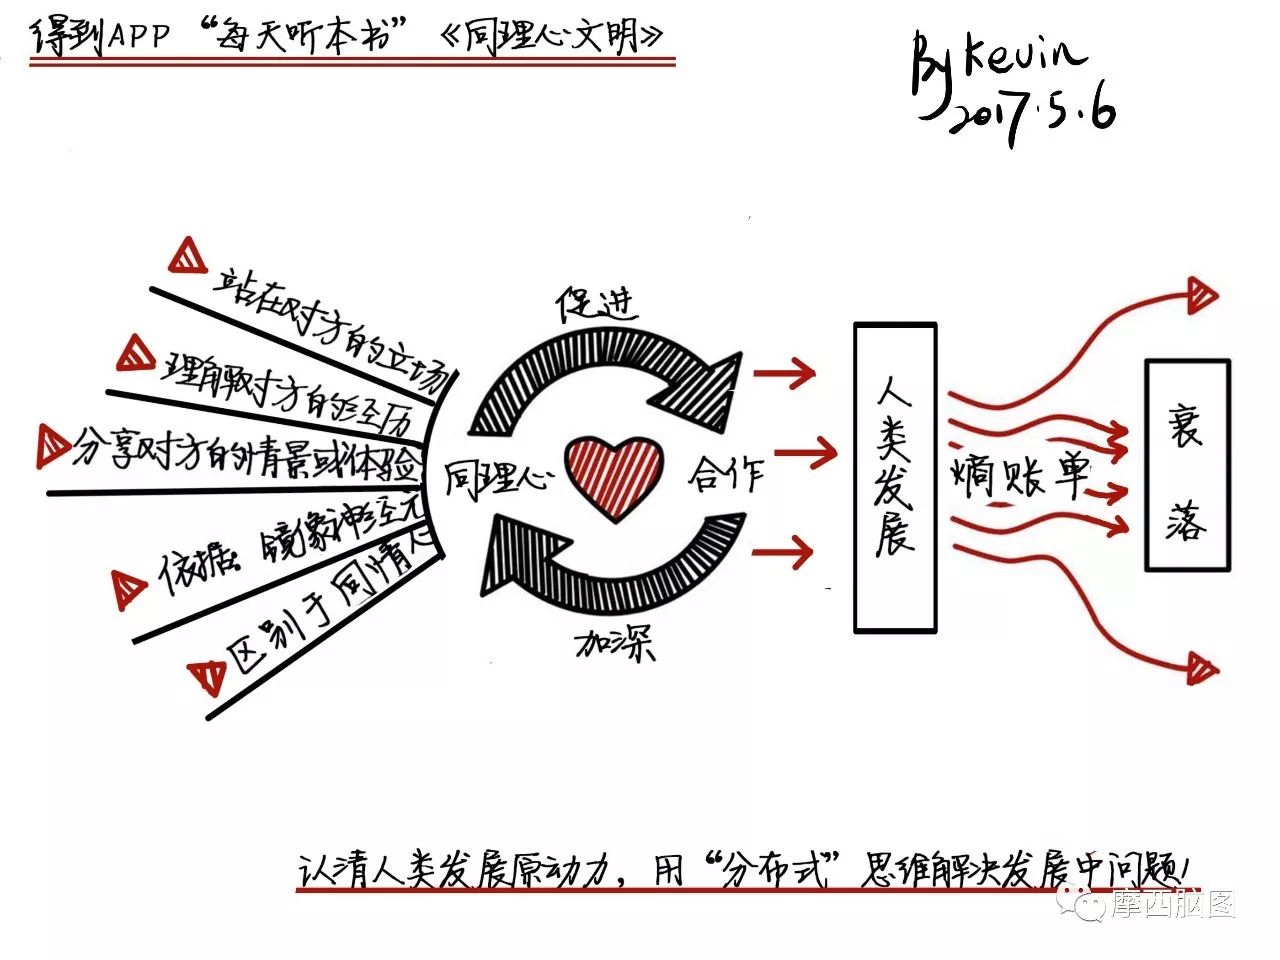 得到APP “每天听本书” 《同理心文明》
By Kevin
2017.5.6
站在对方的立场
理解对方的经历
分享对方的情景或体验
依据:镜象神经元
区别于同情心
促进
同理心
合作
加深
人类发展
熵账单
衰落
认清人类发展原动力，用“分布式”思维解决发展中问题!
摩西脑图